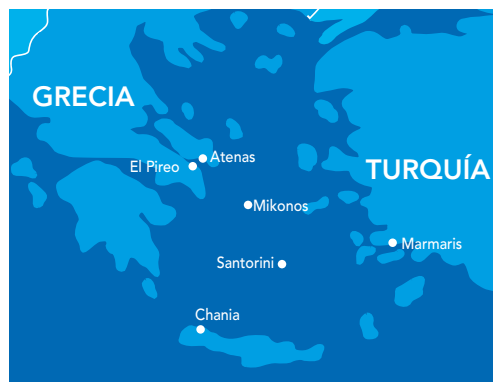 GRECIA
Atenas
El Pireo
TURQUÍA
Mikonos
Marmaris
Santorini
Chania